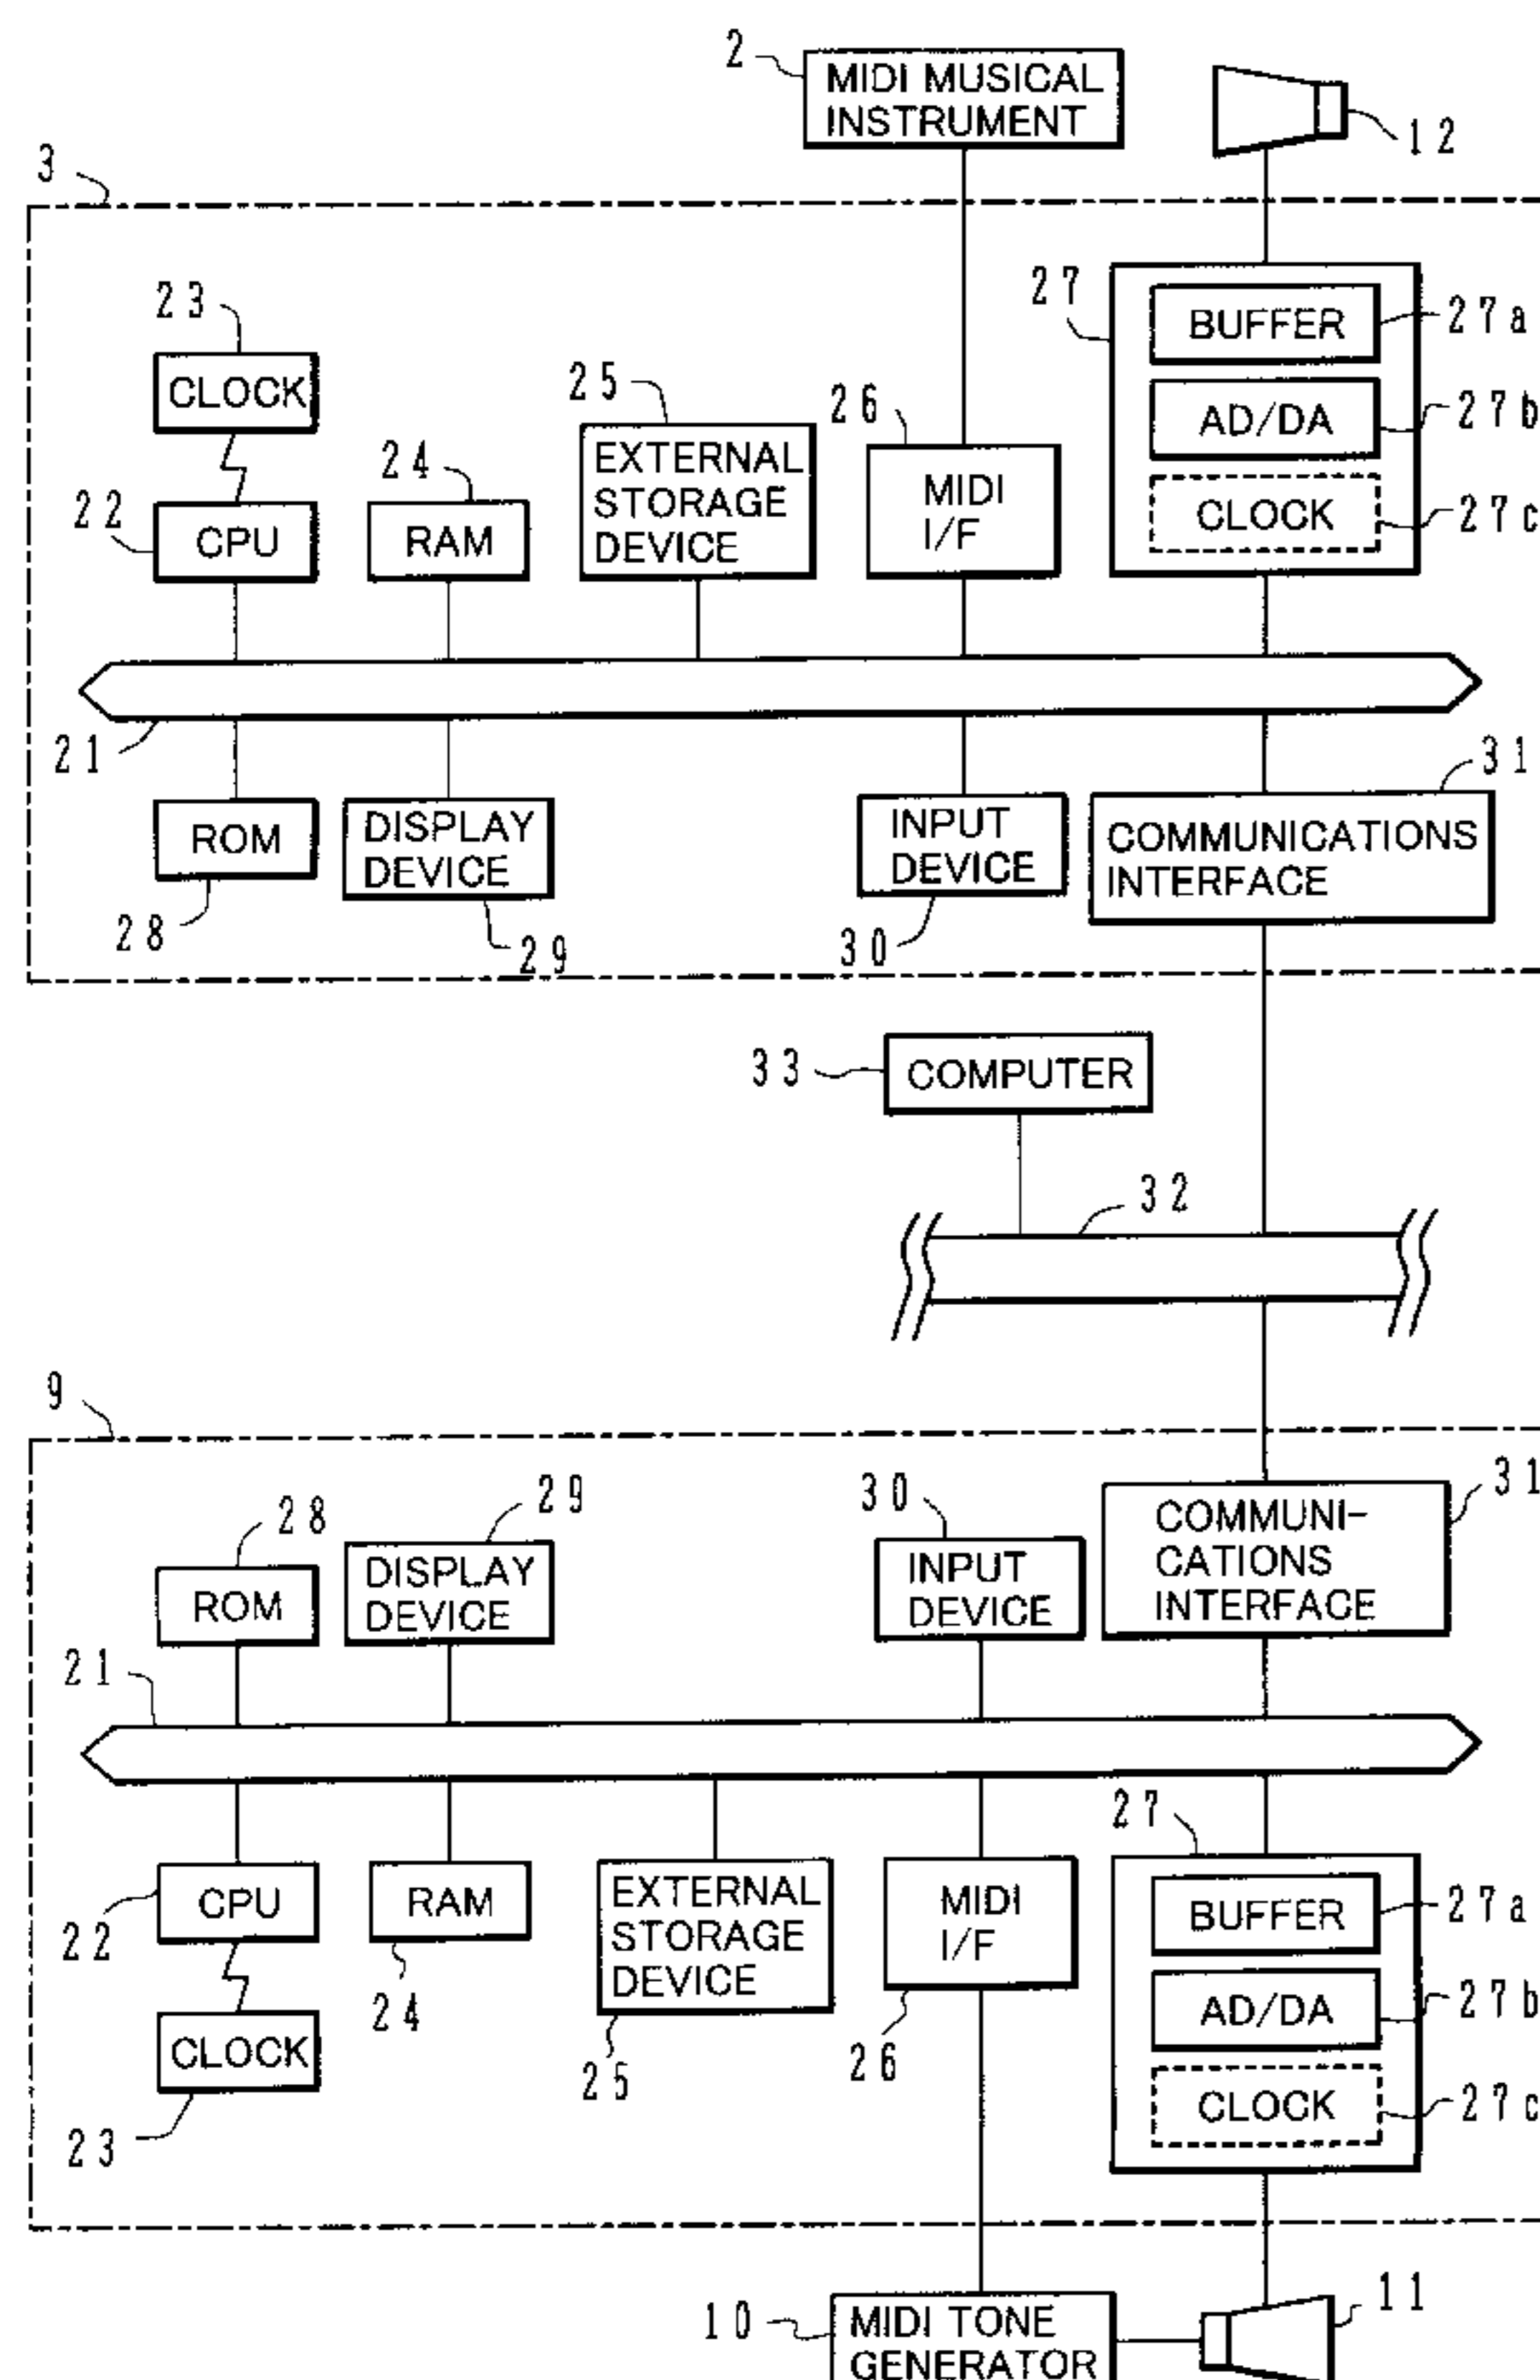 2
MIDI MUSICAL
INSTRUMENT
12
3
27
BUFFER
27a
AD/DA
27b
CLOCK
27c
23
CLOCK
22
CPU
24
RAM
25
EXTERNAL
STORAGE
DEVICE
26
MIDI
I/F
21
ROM
28
DISPLAY
DEVICE
29
INPUT
DEVICE
30
31
COMMUNICATIONS
INTERFACE
33
COMPUTER
32
9
28
ROM
29
DISPLAY
DEVICE
30
INPUT
DEVICE
31
COMMUNI-
CATIONS
INTERFACE
21
22
CPU
CLOCK
23
RAM
24
EXTERNAL
STORAGE
DEVICE
25
MIDI
I/F
26
27
BUFFER
27a
AD/DA
27b
CLOCK
27c
10
MIDI TONE
GENERATOR
11